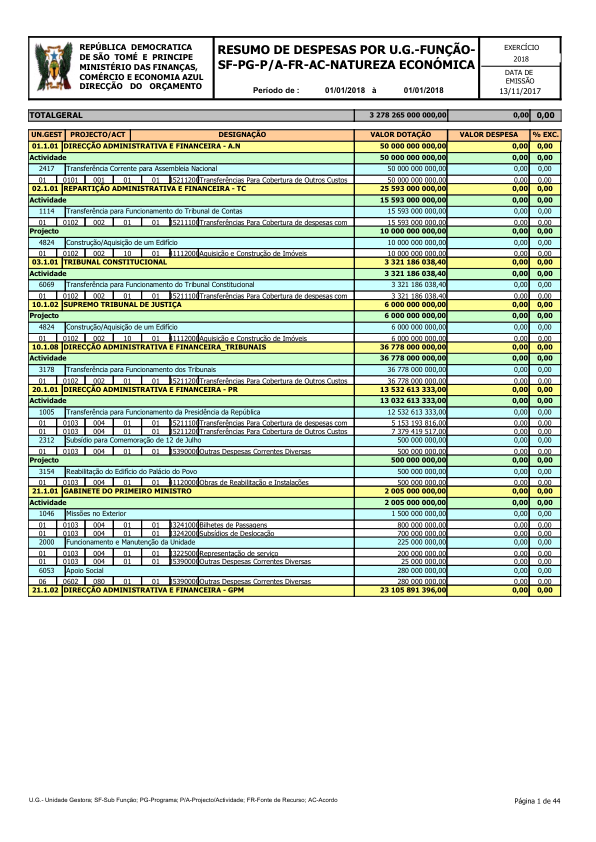 REPÚBLICA DEMOCRATICA
DE SÃO TOMÉ E PRINCIPE
MINISTÉRIO DAS FINANÇAS,
COMÉRCIO E ECONOMIA AZUL
DIRECÇÃO DO ORÇAMENTO
RESUMO DE DESPESAS POR U.G.-FUNÇÃO-
SF-PG-P/A-FR-AC-NATUREZA ECONÓMICA
Período de : 01/01/2018 à 01/01/2018
EXERCÍCIO
2018
DATA DE
EMISSÃO
13/11/2017
TOTALGERAL 3 278 265 000 000,00 0,00 0,00
UN.GEST PROJECTO/ACT DESIGNAÇÃO VALOR DOTAÇÃO VALOR DESPESA % EXC.
01.1.01 DIRECÇÃO ADMINISTRATIVA E FINANCEIRA - A.N 50 000 000 000,00 0,00 0,00
Actividade 50 000 000 000,00 0,00 0,00
2417 Transferência Corrente para Assembleia Nacional 50 000 000 000,00 0,00 0,00
01 0101 001 01 01 Transferências Para Cobertura de Outros Custos 50 000 000 000,00 0,00 0,00
02.1.01 REPARTIÇÃO ADMINISTRATIVA E FINANCEIRA - TC 25 593 000 000,00 0,00 0,00
Actividade 15 593 000 000,00 0,00 0,00
1114 Transferência para Funcionamento do Tribunal de Contas 15 593 000 000,00 0,00 0,00
01 0102 002 01 01 Transferências Para Cobertura de despesas com 15 593 000 000,00 0,00 0,00
Projecto 10 000 000 000,00 0,00 0,00
4824 Construção/Aquisição de um Edifício 10 000 000 000,00 0,00 0,00
01 0102 002 10 01 Aquisição e Construção de Imóveis 10 000 000 000,00 0,00 0,00
03.1.01 TRIBUNAL CONSTITUCIONAL 3 321 186 038,40 0,00 0,00
Actividade 3 321 186 038,40 0,00 0,00
6069 Transferência para Funcionamento do Tribunal Constitucional 3 321 186 038,40 0,00 0,00
01 0102 002 01 01 Transferências Para Cobertura de despesas com 3 321 186 038,40 0,00 0,00
10.1.02 SUPREMO TRIBUNAL DE JUSTIÇA 6 000 000 000,00 0,00 0,00
Projecto 6 000 000 000,00 0,00 0,00
4824 Construção/Aquisição de um Edifício 6 000 000 000,00 0,00 0,00
01 0102 002 10 01 Aquisição e Construção de Imóveis 6 000 000 000,00 0,00 0,00
10.1.08 DIRECÇÃO ADMINISTRATIVA E FINANCEIRA_TRIBUNAIS 36 778 000 000,00 0,00 0,00
Actividade 36 778 000 000,00 0,00 0,00
3178 Transferência para Funcionamento dos Tribunais 36 778 000 000,00 0,00 0,00
01 0102 002 01 01 Transferências Para Cobertura de Outros Custos 36 778 000 000,00 0,00 0,00
20.1.01 DIRECÇÃO ADMINISTRATIVA E FINANCEIRA - PR 13 532 613 333,00 0,00 0,00
Actividade 13 032 613 333,00 0,00 0,00
1005 Transferência para Funcionamento da Presidência da República 12 532 613 333,00 0,00 0,00
01 0103 004 01 01 Transferências Para Cobertura de despesas com 5 153 193 816,00 0,00 0,00
01 0103 004 01 01 Transferências Para Cobertura de Outros Custos 7 379 419 517,00 0,00 0,00
2312 Subsídio para Comemoração de 12 de Julho 500 000 000,00 0,00 0,00
01 0103 004 01 01 Outras Despesas Correntes Diversas 500 000 000,00 0,00 0,00
Projecto 500 000 000,00 0,00 0,00
3154 Reabilitação do Edifício do Palácio do Povo 500 000 000,00 0,00 0,00
01 0103 004 01 01 Obras de Reabilitação e Instalações 500 000 000,00 0,00 0,00
21.1.01 GABINETE DO PRIMEIRO MINISTRO 2 005 000 000,00 0,00 0,00
Actividade 2 005 000 000,00 0,00 0,00
1046 Missões no Exterior 1 500 000 000,00 0,00 0,00
01 0103 004 01 01 Bilhetes de Passagens 800 000 000,00 0,00 0,00
01 0103 004 01 01 Subsídios de Deslocação 700 000 000,00 0,00 0,00
2000 Funcionamento e Manutenção da Unidade 225 000 000,00 0,00 0,00
01 0103 004 01 01 Representação de serviço 200 000 000,00 0,00 0,00
01 0103 004 01 01 Outras Despesas Correntes Diversas 25 000 000,00 0,00 0,00
6053 Apoio Social 280 000 000,00 0,00 0,00
06 0602 080 01 01 Outras Despesas Correntes Diversas 280 000 000,00 0,00 0,00
21.1.02 DIRECÇÃO ADMINISTRATIVA E FINANCEIRA - GPM 23 105 891 396,00 0,00 0,00
U.G.- Unidade Gestora; SF-Sub Função; PG-Programa; P/A-Projecto/Actividade; FR-Fonte de Recurso; AC-Acordo
Página 1 de 44